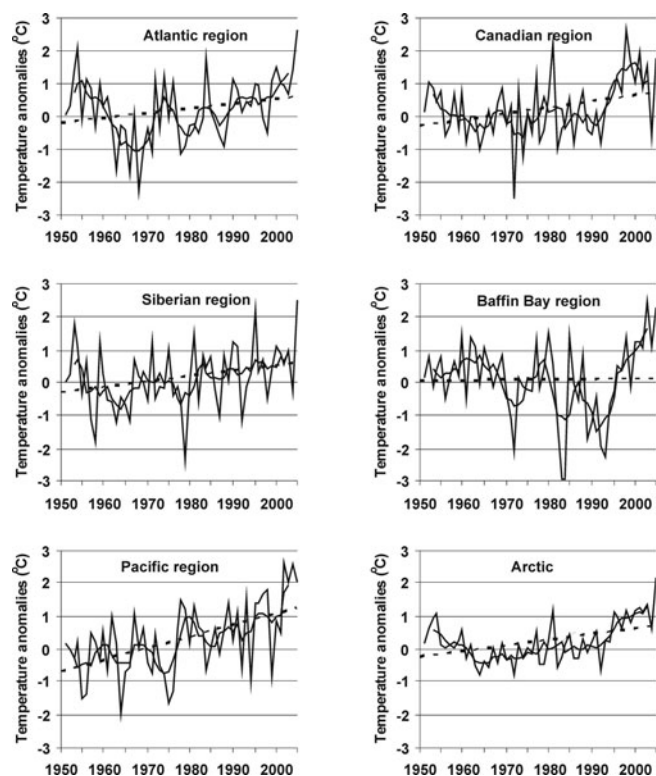 Atlantic region
Temperature anomalies (°C)
3
2
1
0
-1
-2
-3
1950 1960 1970 1980 1990 2000
Canadian region
Temperature anomalies (°C)
3
2
1
0
-1
-2
-3
1950 1960 1970 1980 1990 2000
Siberian region
Temperature anomalies (°C)
3
2
1
0
-1
-2
-3
1950 1960 1970 1980 1990 2000
Baffin Bay region
Temperature anomalies (°C)
3
2
1
0
-1
-2
-3
1950 1960 1970 1980 1990 2000
Pacific region
Temperature anomalies (°C)
3
2
1
0
-1
-2
-3
1950 1960 1970 1980 1990 2000
Arctic
Temperature anomalies (°C)
3
2
1
0
-1
-2
-3
1950 1960 1970 1980 1990 2000